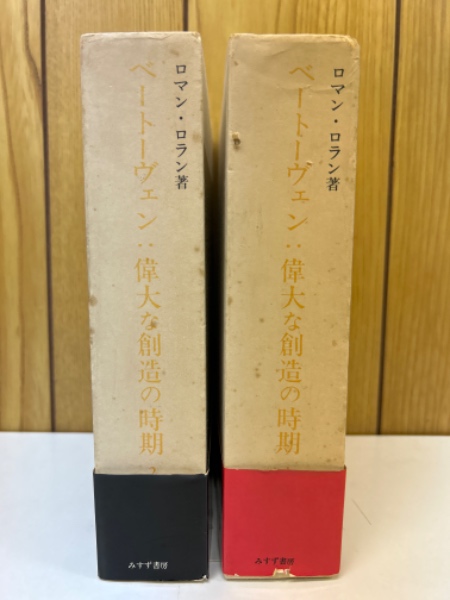 ロマン・ロラン著
ベートーヴェン：偉大な創造の時期
2
みすず書房
ロマン・ロラン著
ベートーヴェン：偉大な創造の時期
みすず書房